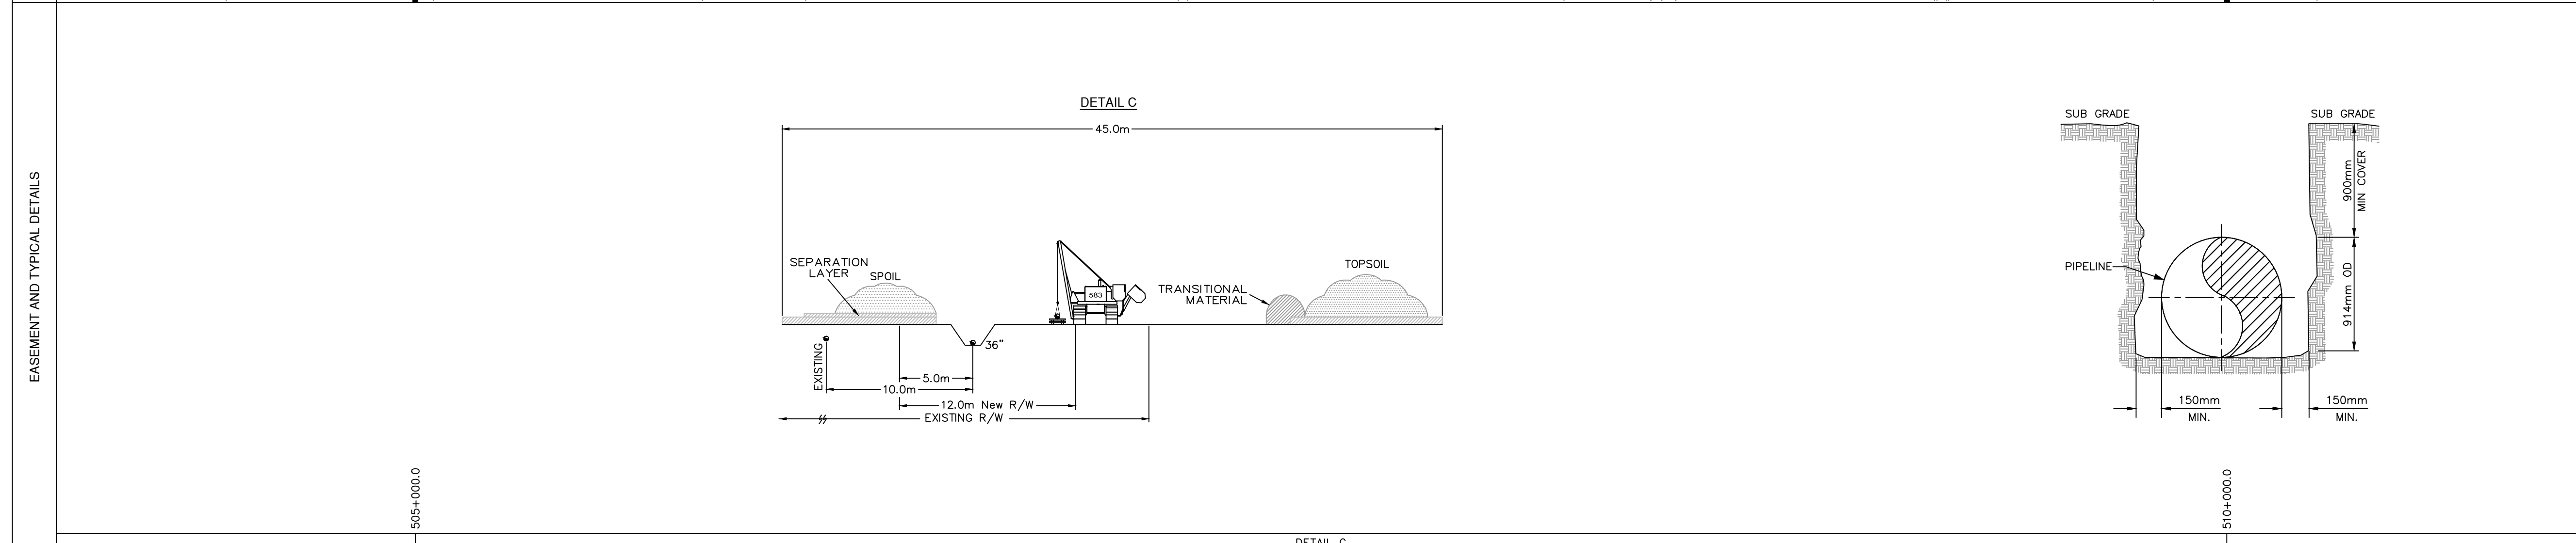 EASEMENT AND TYPICAL DETAILS
DETAIL C
45.0m
SEPARATION
LAYER
SPOIL
583
TRANSITIONAL
MATERIAL
TOPSOIL
36"
EXISTING
5.0m
10.0m
12.0m New R/W
EXISTING R/W
SUB GRADE
SUB GRADE
900mm
MIN COVER
PIPELINE
914mm OD
150mm
MIN.
150mm
MIN.
505+000.0
510+000.0
DETAIL C